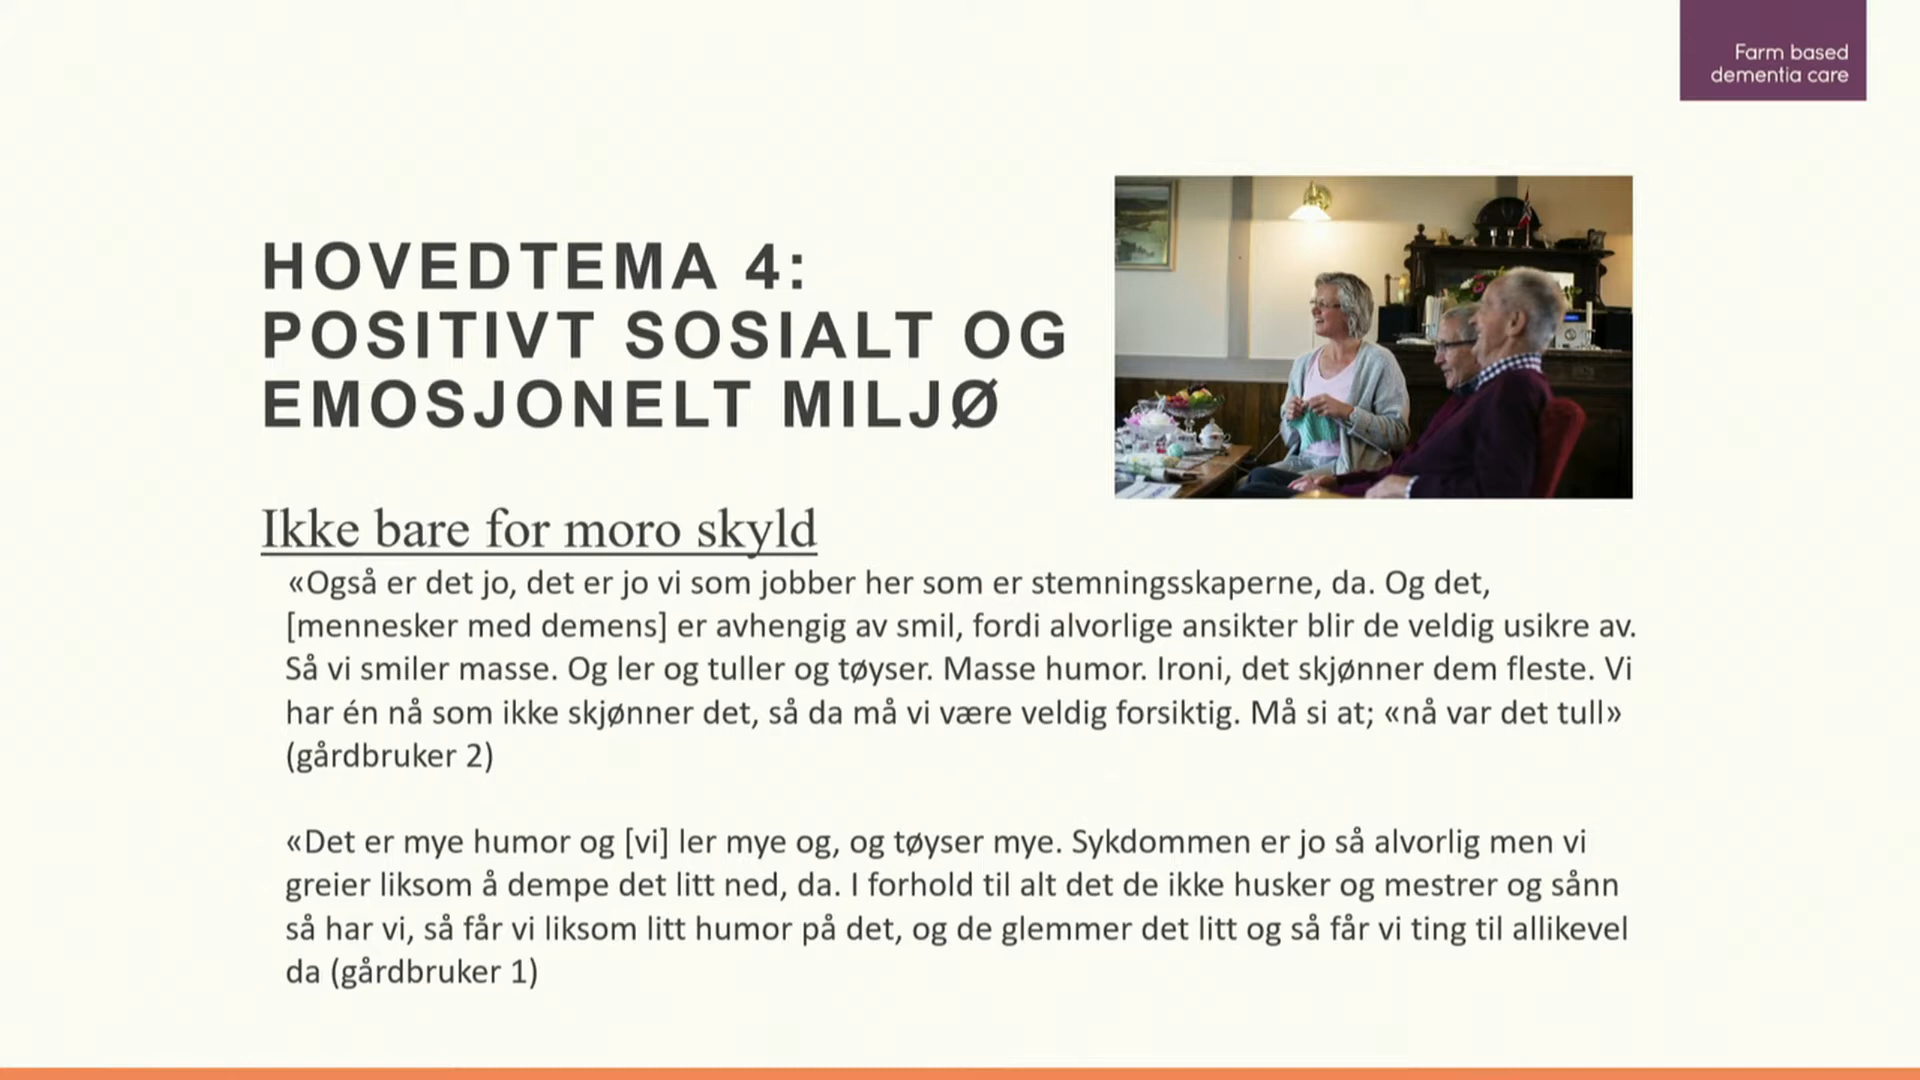 Farm based
dementia care
HOVEDTEMA 4:
POSITIVT SOSIALT OG
EMOSJONELT MILJØ
Ikke bare for moro skyld
«Også er det jo, det er jo vi som jobber her som er stemningsskaperne, da. Og det,
[mennesker med demens] er avhengig av smil, fordi alvorlige ansikter blir de veldig usikre av.
Så vi smiler masse. Og ler og tuller og tøyser. Masse humor. Ironi, det skjønner dem fleste. Vi
har én nå som ikke skjønner det, så da må vi være veldig forsiktig. Må si at; «nå var det tull»
(gårdbruker 2)
«Det er mye humor og [vi] ler mye og, og tøyser mye. Sykdommen er jo så alvorlig men vi
greier liksom å dempe det litt ned, da. I forhold til alt det de ikke husker og mestrer og sånn
så har vi, så får vi liksom litt humor på det, og de glemmer det litt og så får vi ting til allikevel
da (gårdbruker 1)